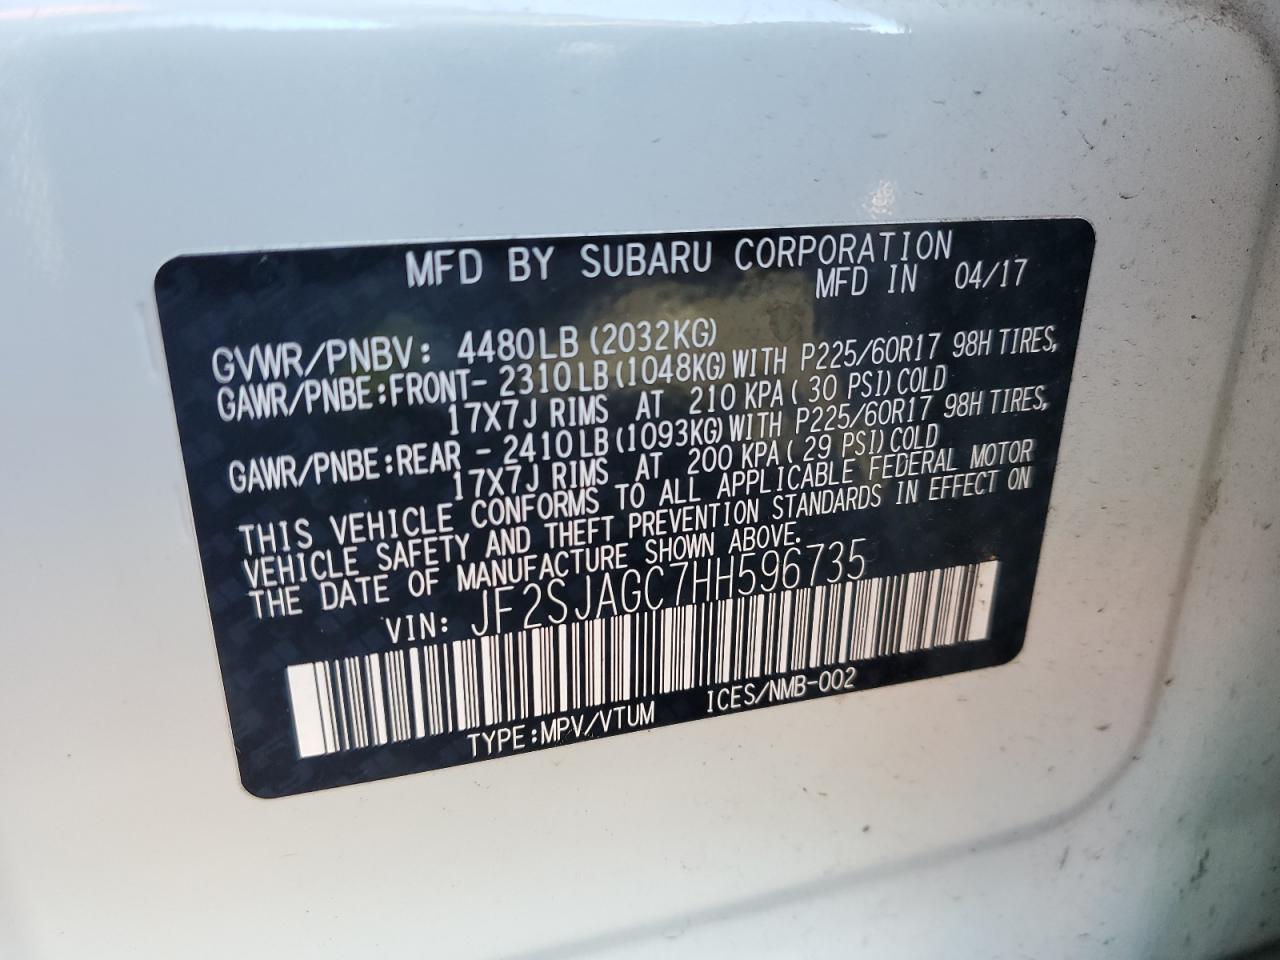 MFD BY SUBARU CORPORATION
MFD IN 04/17
GVWR/PNBV: 4480LB (2032KG)
GAWR/PNBE:FRONT- 2310LB(1048KG)WITH P225/60R17 98H TIRES,
17X7J RIMS AT 210 KPA( 30 PSI)COLD
GAWR/PNBE:REAR - 2410LB(1093KG)WITH P225/60R17 98H TIRES,
17X7J RIMS AT 200 KPA(29 PSI)COLD
THIS VEHICLE CONFORMS TO ALL APPLICABLE FEDERAL MOTOR
VEHICLE SAFETY AND THEFT PREVENTION STANDARDS IN EFFECT ON
THE DATE OF MANUFACTURE SHOWN ABOVE.
VIN: JF2SJAGC7HH596735
TYPE:MPV/VTUM ICES/NMB-002